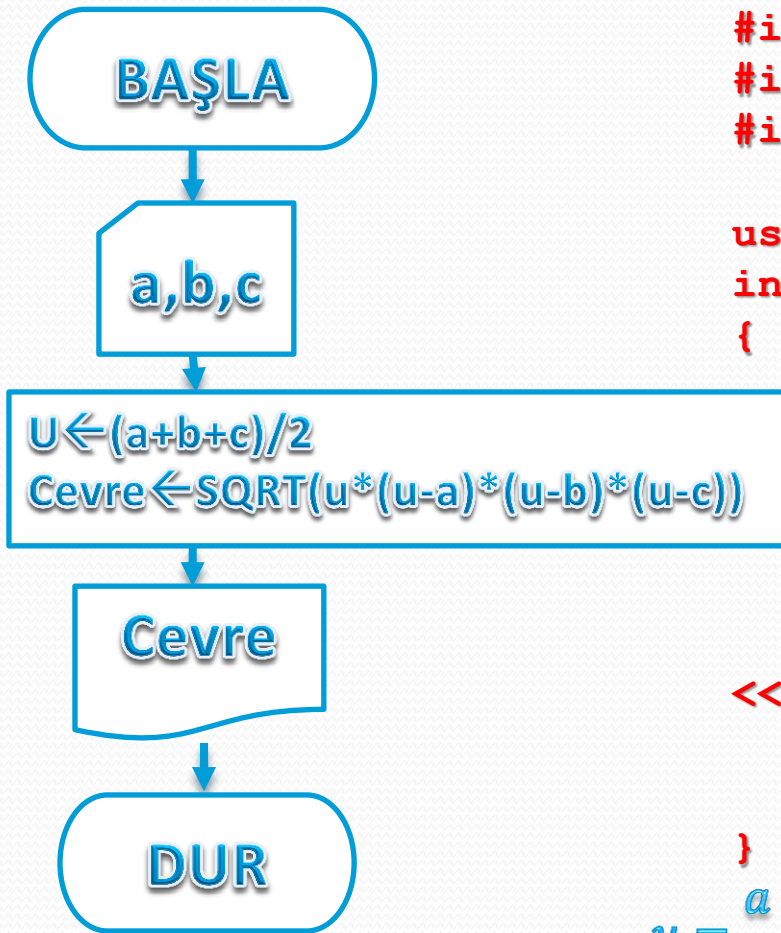 BAŞLA
a,b,c
U←(a+b+c)/2
Cevre←SQRT(u*(u-a)*(u-b)*(u-c))
Cevre
DUR
#i
#i
#i
us
in
{
<<
}
a